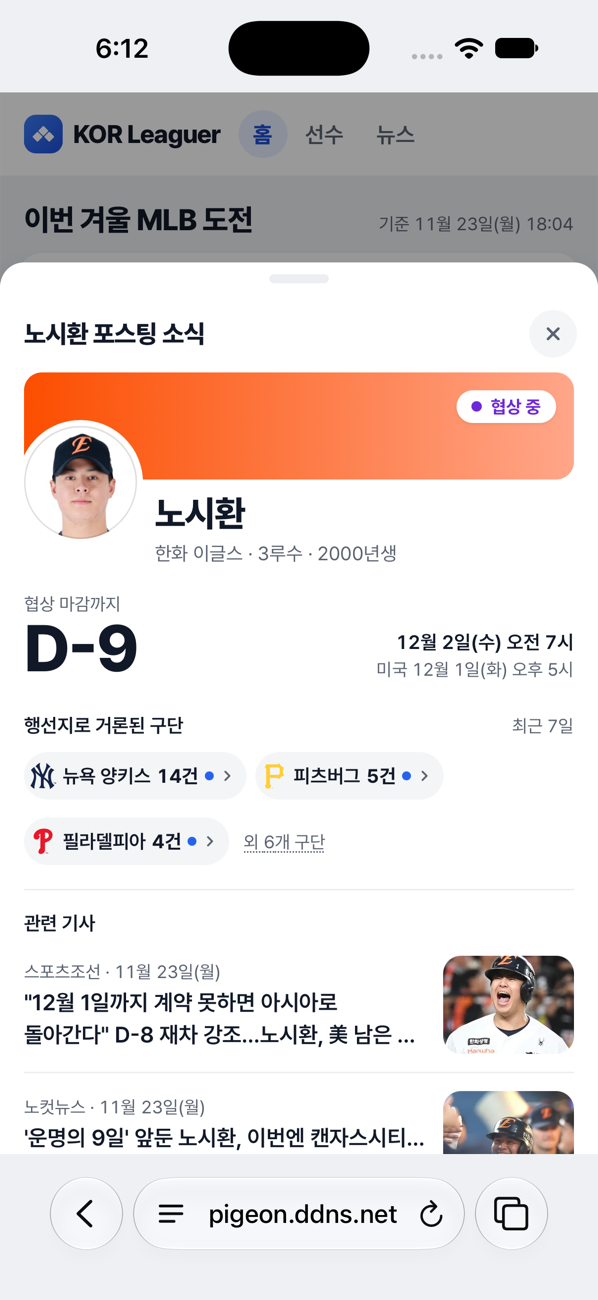 6:12
KOR Leaguer 홈 선수 뉴스
이번 겨울 MLB 도전 기준 11월 23일(월) 18:04
노시환 포스팅 소식
협상 중
노시환
한화 이글스 · 3루수 · 2000년생
협상 마감까지
D-9
12월 2일(수) 오전 7시
미국 12월 1일(화) 오후 5시
행선지로 거론된 구단 최근 7일
뉴욕 양키스 14건 피츠버그 5건
필라델피아 4건 외 6개 구단
관련 기사
스포츠조선 · 11월 23일(월)
"12월 1일까지 계약 못하면 아시아로
돌아간다" D-8 재차 강조...노시환, 美 남은 ...
노컷뉴스 · 11월 23일(월)
'운명의 9일' 앞둔 노시환, 이번엔 캔자스시티...
pigeon.ddns.net